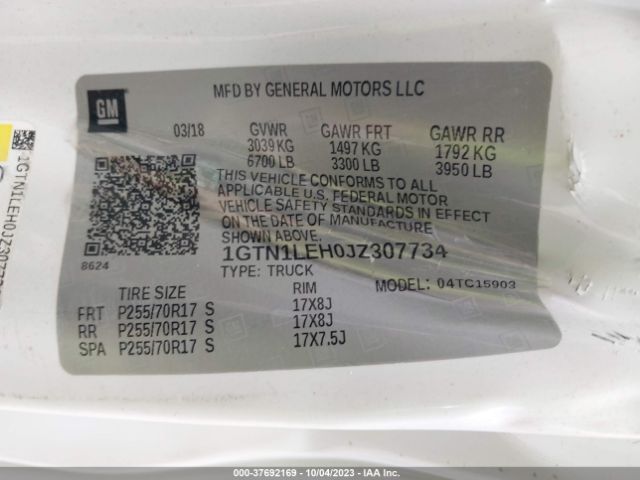 GM
MFD BY GENERAL MOTORS LLC
03/18 GVWR GAWR FRT GAWR RR
3039 KG 1497 KG 1792 KG
6700 LB 3300 LB 3950 LB
THIS VEHICLE CONFORMS TO ALL
APPLICABLE U.S. FEDERAL MOTOR
VEHICLE SAFETY STANDARDS IN EFFECT
ON THE DATE OF MANUFACTURE
SHOWN ABOVE.
1GTN1LEH0JZ307734
8624
TYPE: TRUCK MODEL: 04TC15903
TIRE SIZE RIM
FRT P255/70R17 S 17X8J
RR P255/70R17 S 17X8J
SPA P255/70R17 S 17X7.5J
1GTN1LEH0JZ3077
000-37692169 - 10/04/2023 - IAA Inc.